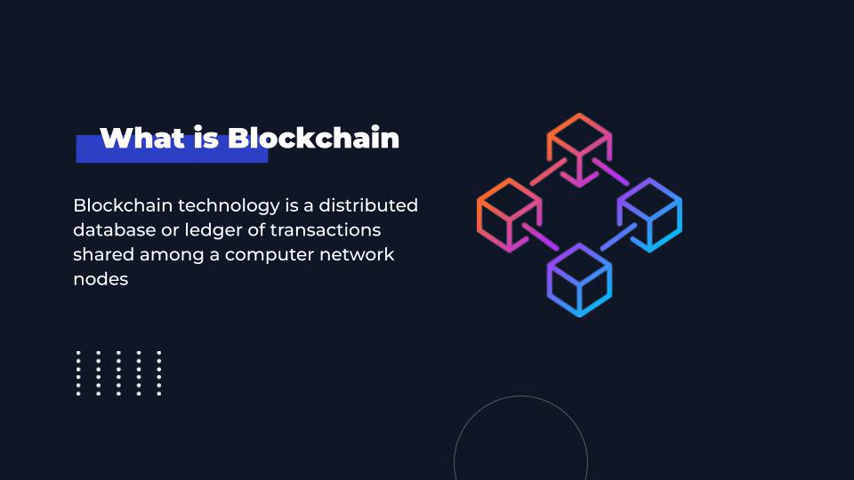 What is Blockchain
Blockchain technology is a distributed
database or ledger of transactions
shared among a computer network
nodes